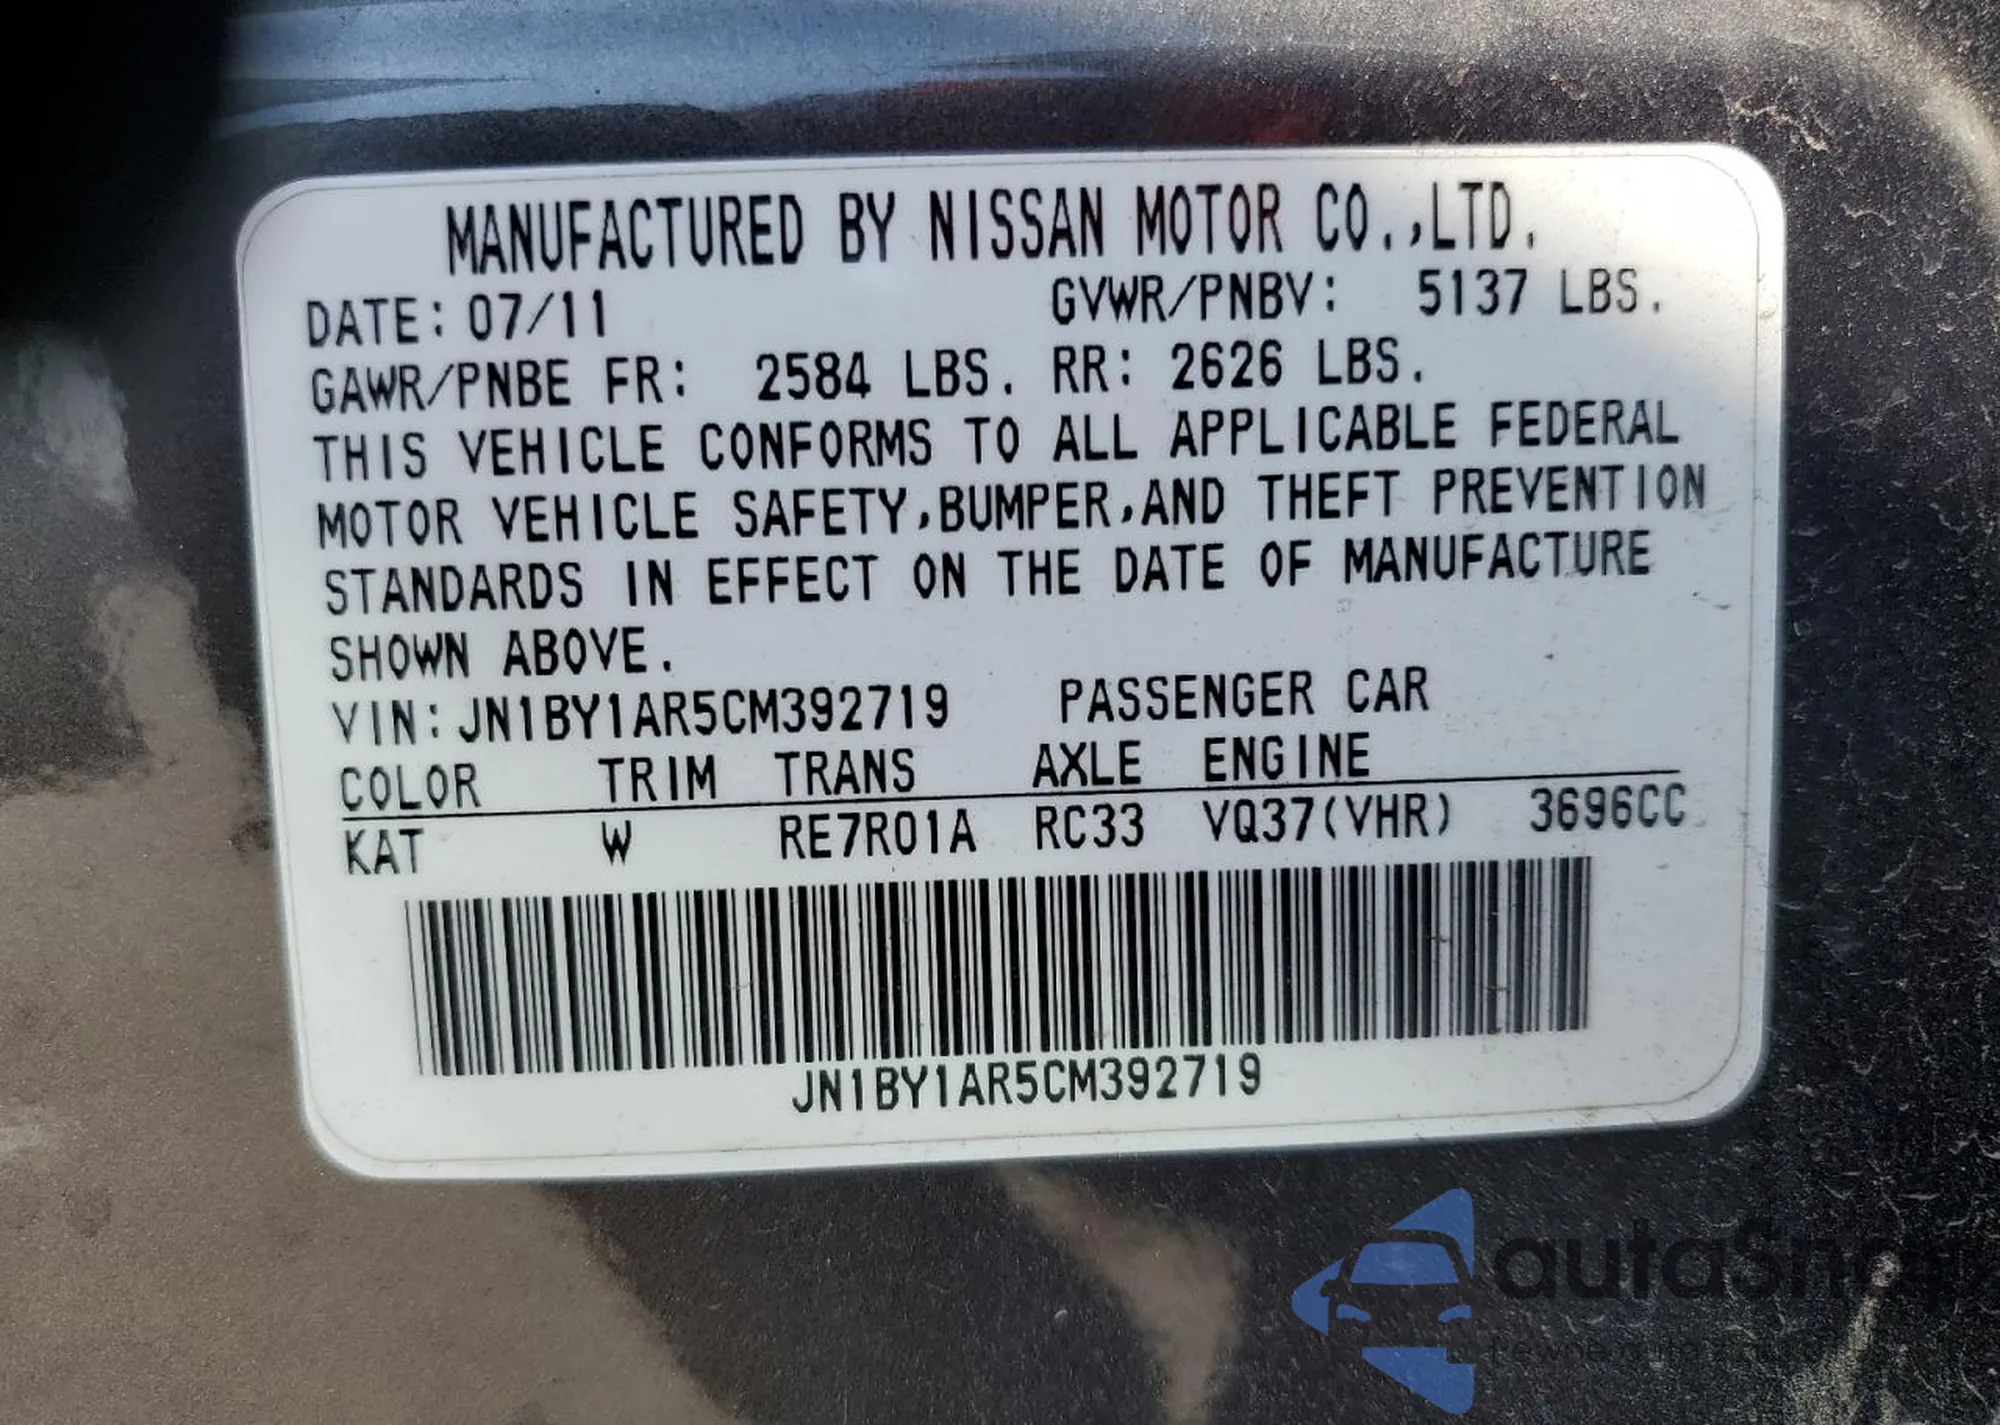 MANUFACTURED BY NISSAN MOTOR CO.,LTD.
DATE: 07/11 GVWR/PNBV: 5137 LBS.
GAWR/PNBE FR: 2584 LBS. RR: 2626 LBS.
THIS VEHICLE CONFORMS TO ALL APPLICABLE FEDERAL
MOTOR VEHICLE SAFETY,BUMPER,AND THEFT PREVENTION
STANDARDS IN EFFECT ON THE DATE OF MANUFACTURE
SHOWN ABOVE.
VIN: JN1BY1AR5CM392719 PASSENGER CAR
COLOR TRIM TRANS AXLE ENGINE
KAT W RE7R01A RC33 VQ37(VHR) 3696CC
JN1BY1AR5CM392719
autaShop